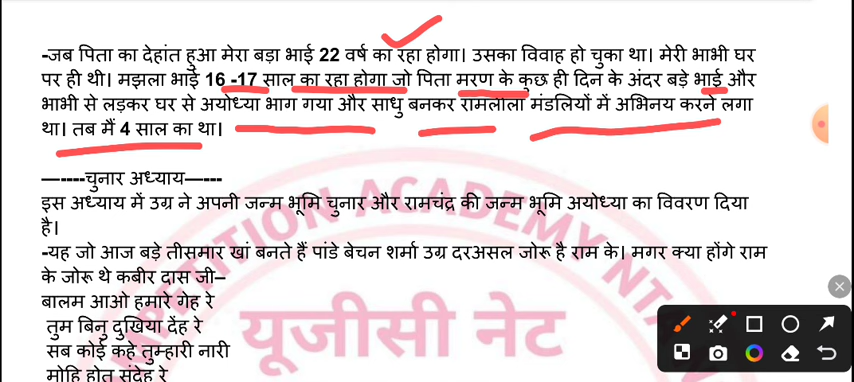 -जब पिता का देहांत हुआ मेरा बड़ा भाई 22 वर्ष का रहा होगा। उसका विवाह हो चुका था। मेरी भाभी घर
पर ही थी। मझला भाई 16 -17 साल का रहा होगा जो पिता मरण के कुछ ही दिन के अंदर बड़े भाई और
भाभी से लड़कर घर से अयोध्या भाग गया और साधु बनकर रामलीला मंडलियों में अभिनय करने लगा
था। तब मैं 4 साल का था।
—----चुनार अध्याय—----
इस अध्याय में उग्र ने अपनी जन्म भूमि चुनार और रामचंद्र की जन्म भूमि अयोध्या का विवरण दिया
है।
-यह जो आज बड़े तीसमार खां बनते हैं पांडे बेचन शर्मा उग्र दरअसल जोरू है राम के। मगर क्या होंगे राम
के जोरू थे कबीर दास जी–
बालम आओ हमारे गेह रे
तुम बिनु दुखिया देंह रे
सब कोई कहे तुम्हारी नारी
मोहि होत संदेह रे
COMPETITION ACADEMY NTA
यूजीसी नेट